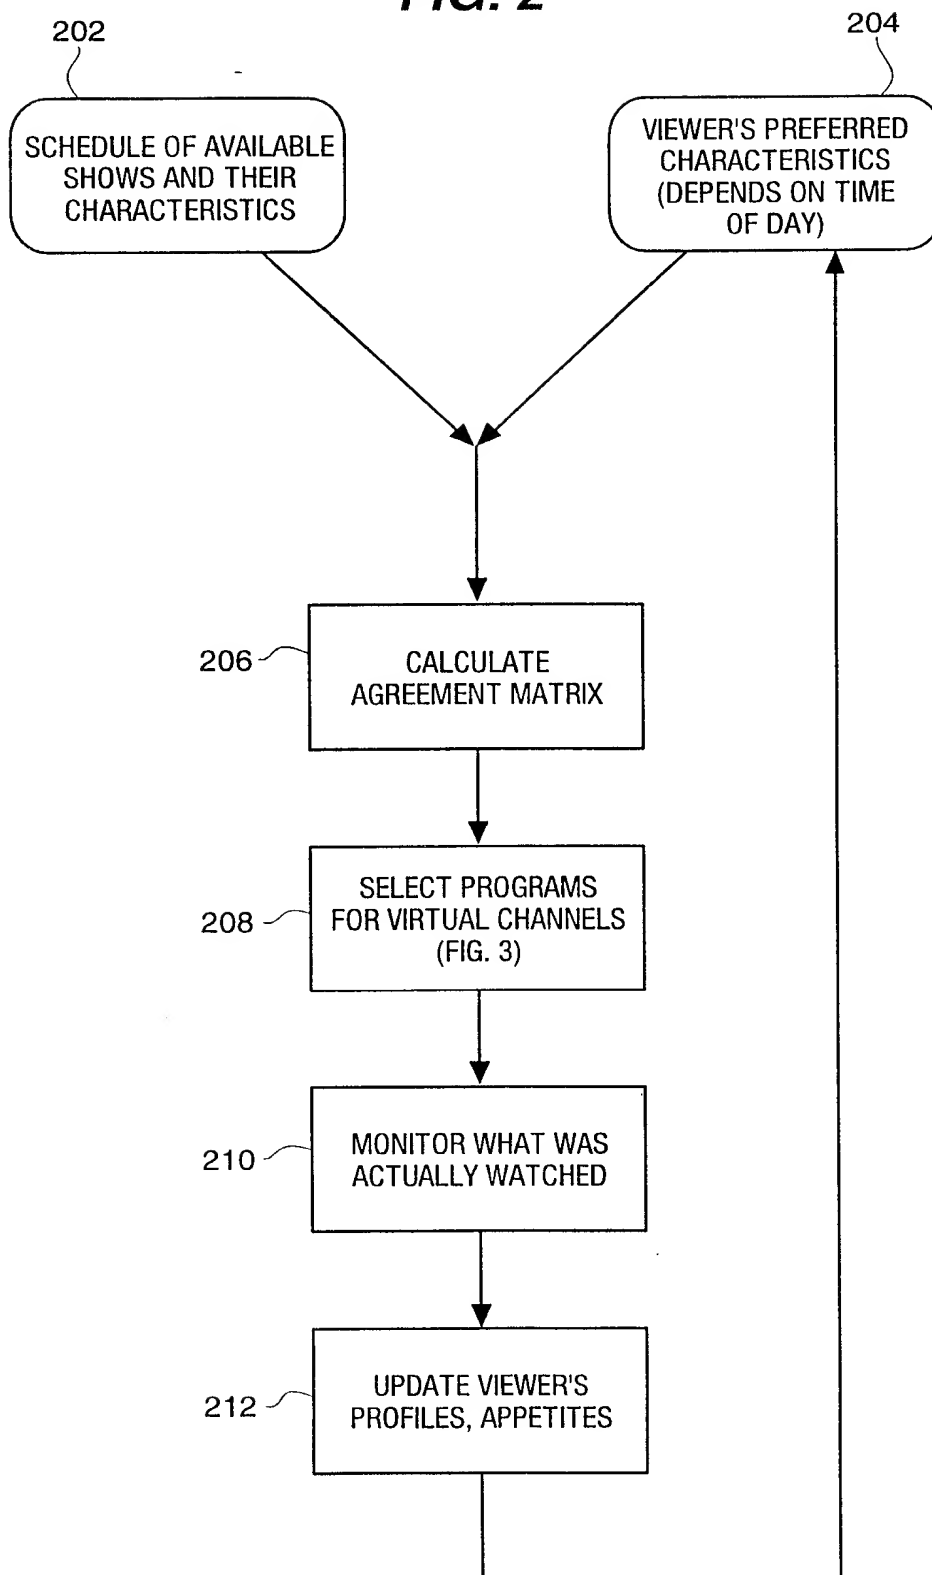 FIG. 2
202
204
SCHEDULE OF AVAILABLE
SHOWS AND THEIR
CHARACTERISTICS
VIEWER'S PREFERRED
CHARACTERISTICS
(DEPENDS ON TIME
OF DAY)
206
CALCULATE
AGREEMENT MATRIX
208
SELECT PROGRAMS
FOR VIRTUAL CHANNELS
(FIG. 3)
210
MONITOR WHAT WAS
ACTUALLY WATCHED
212
UPDATE VIEWER'S
PROFILES, APPETITES